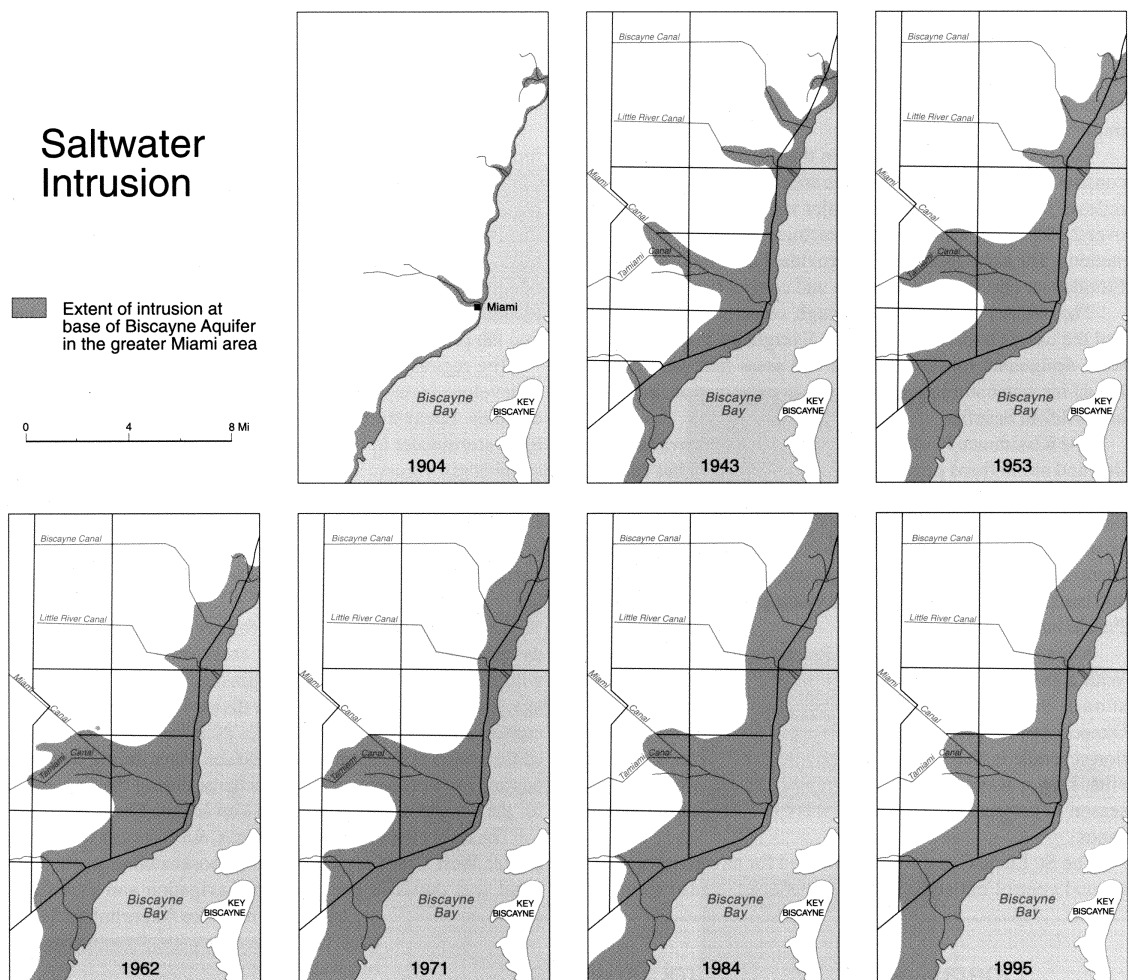 Saltwater
Intrusion
Extent of intrusion at
base of Biscayne Aquifer
in the greater Miami area
0 4 8 Mi
Miami
Biscayne
Bay
KEY
BISCAYNE
1904
Biscayne Canal
Little River Canal
Miami
Canal
Tamiami
Canal
Biscayne
Bay
KEY
BISCAYNE
1943
Biscayne Canal
Little River Canal
Miami
Canal
Tamiami
Canal
Biscayne
Bay
KEY
BISCAYNE
1953
Biscayne Canal
Little River Canal
Miami
Canal
Tamiami
Canal
Biscayne
Bay
KEY
BISCAYNE
1962
Biscayne Canal
Little River Canal
Miami
Canal
Tamiami
Canal
Biscayne
Bay
KEY
BISCAYNE
1971
Biscayne Canal
Little River Canal
Miami
Canal
Tamiami
Canal
Biscayne
Bay
KEY
BISCAYNE
1984
Biscayne Canal
Little River Canal
Miami
Canal
Tamiami
Canal
Biscayne
Bay
KEY
BISCAYNE
1995